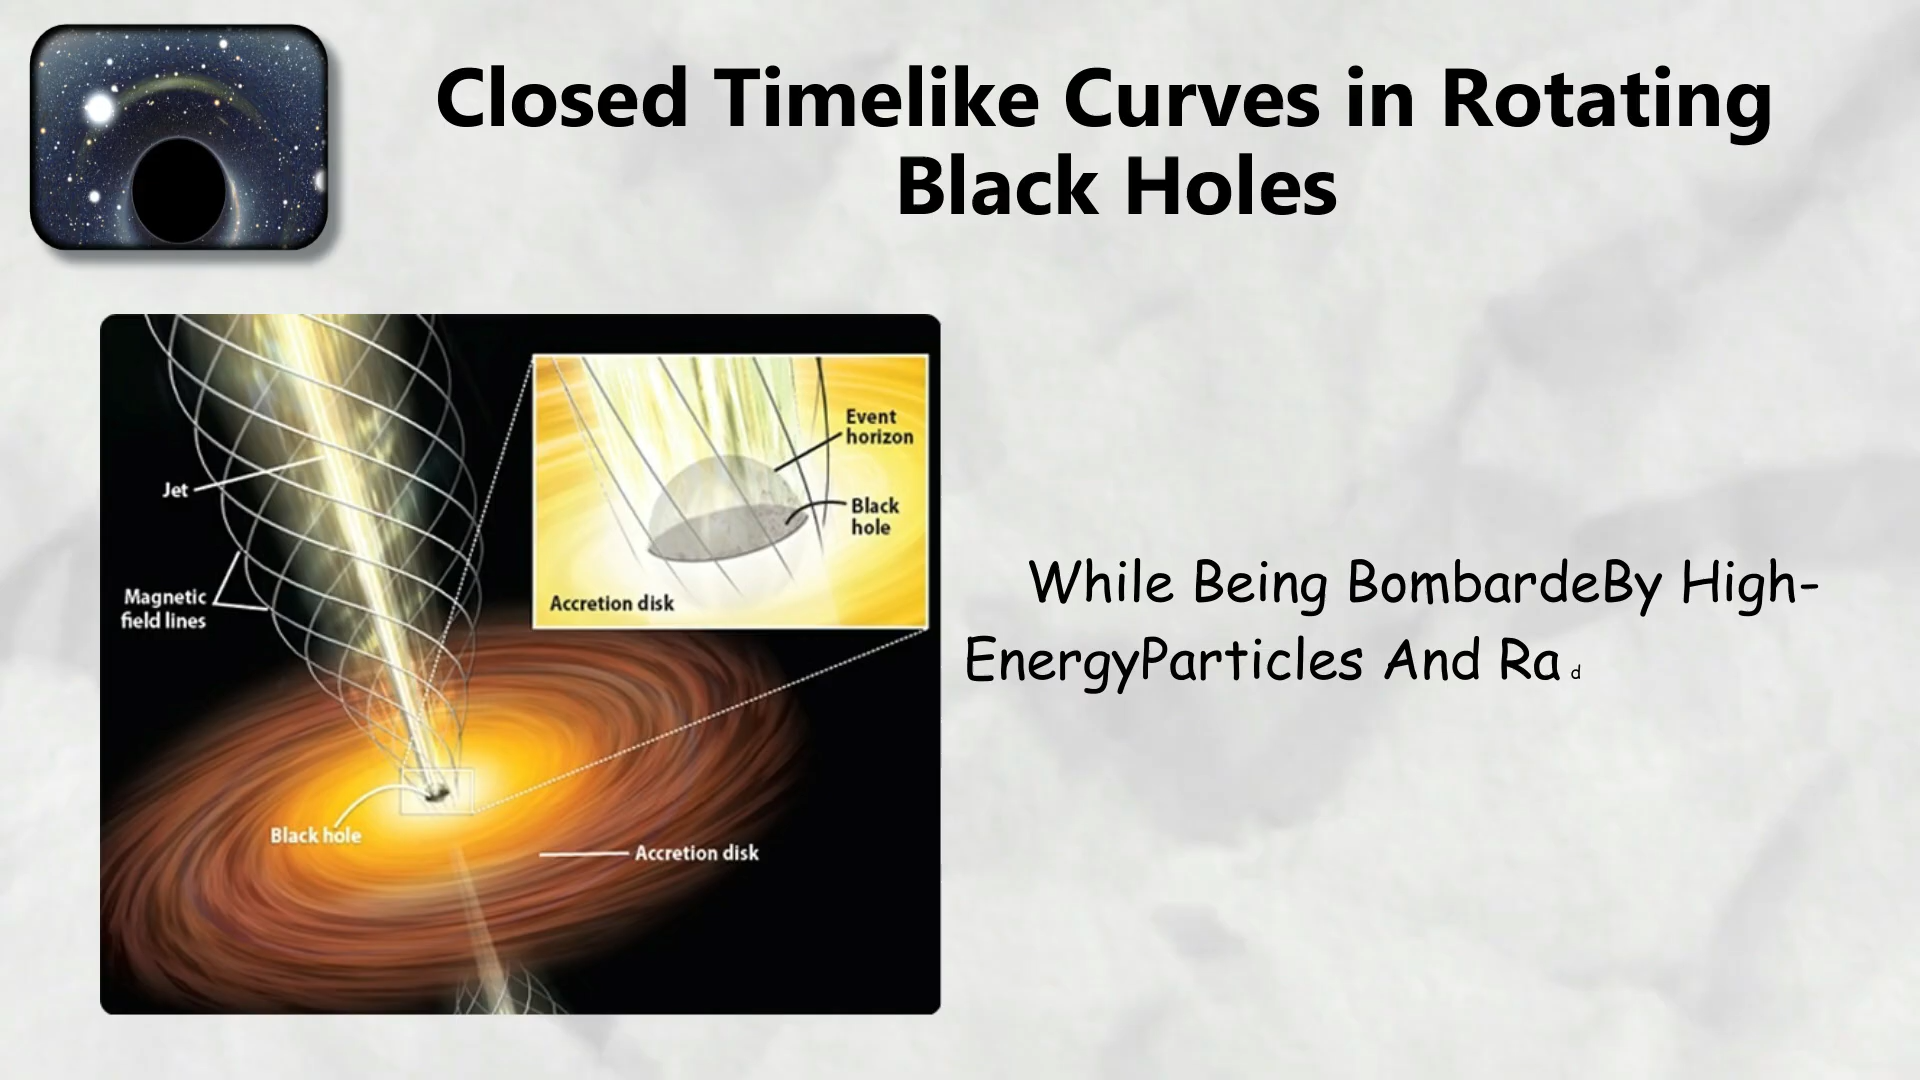 Closed Timelike Curves in Rotating
Black Holes
Jet
Magnetic
field lines
Event
horizon
Black
hole
Accretion disk
Black hole
Accretion disk
While Being BombardeBy High-
EnergyParticles And Ra d